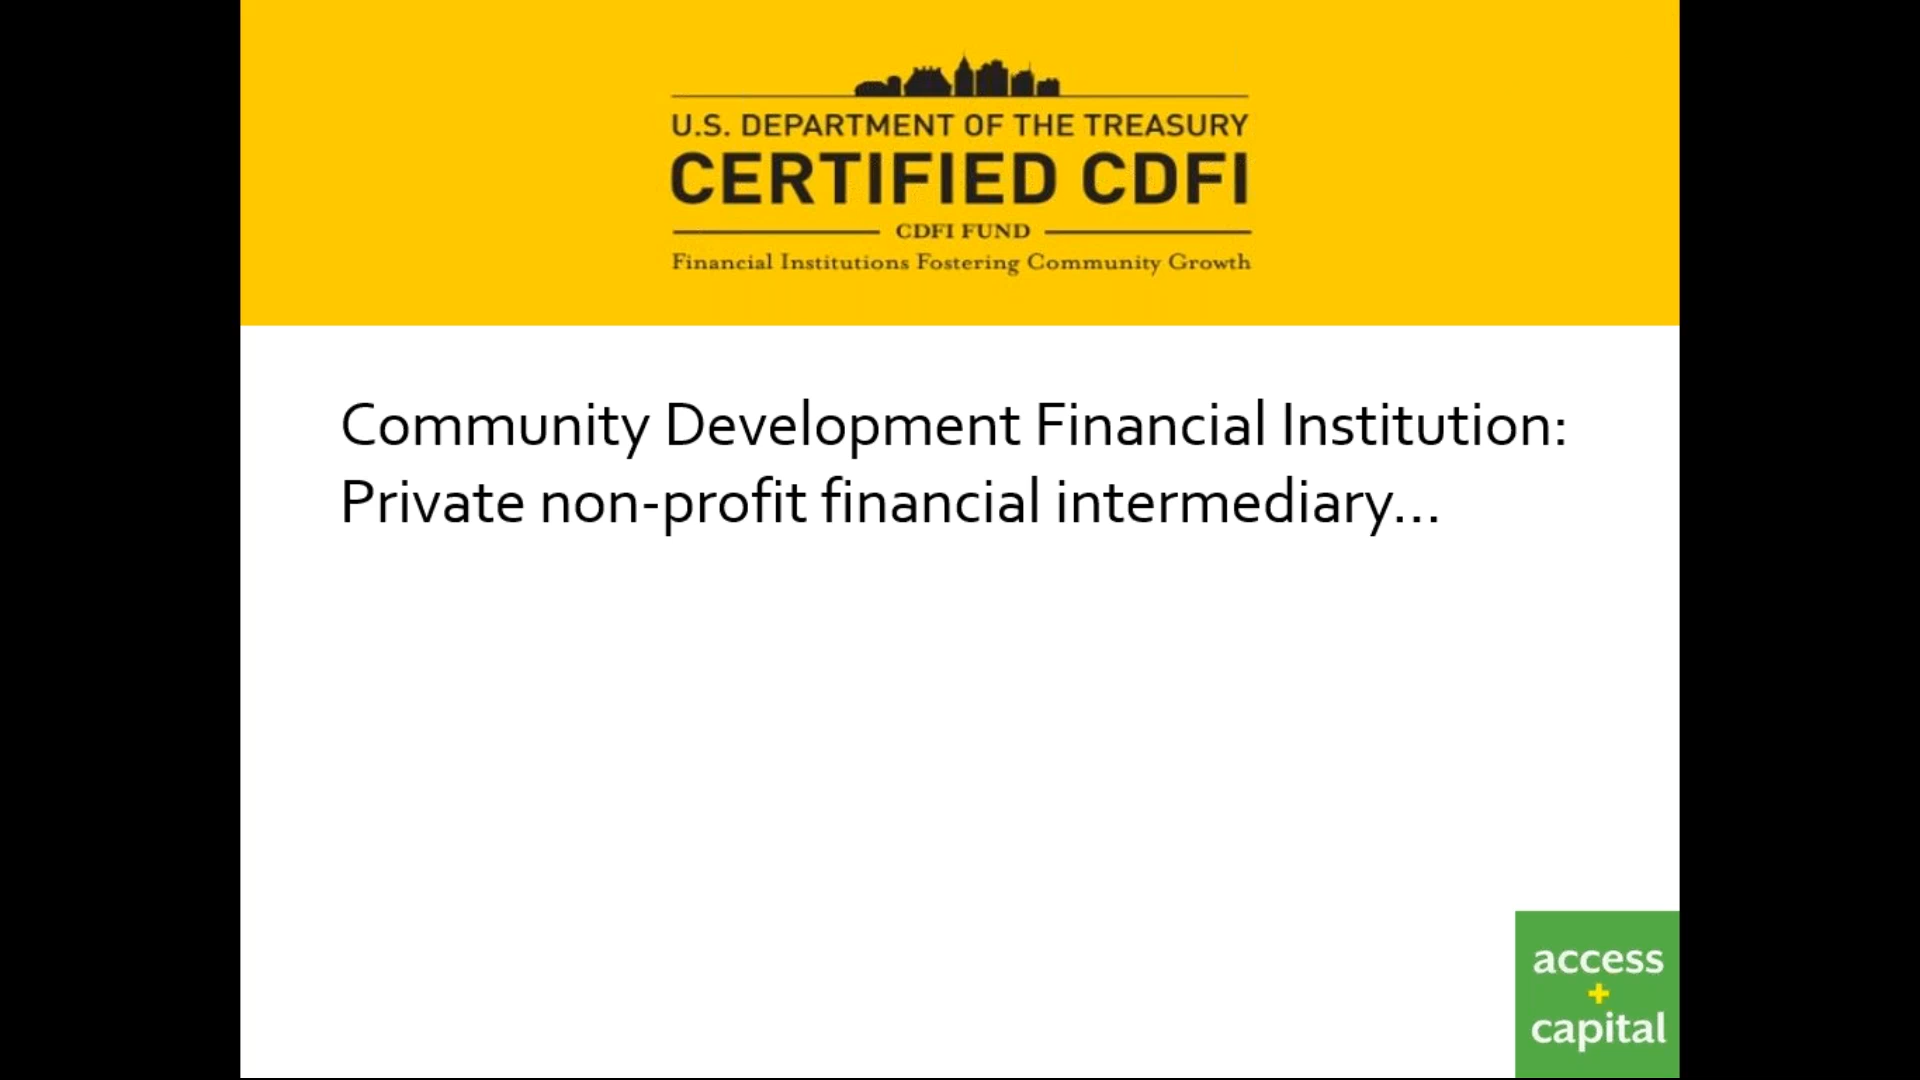 U.S. DEPARTMENT OF THE TREASURY
CERTIFIED CDFI
CDFI FUND
Financial Institutions Fostering Community Growth
Community Development Financial Institution:
Private non-profit financial intermediary...
access
+
capital